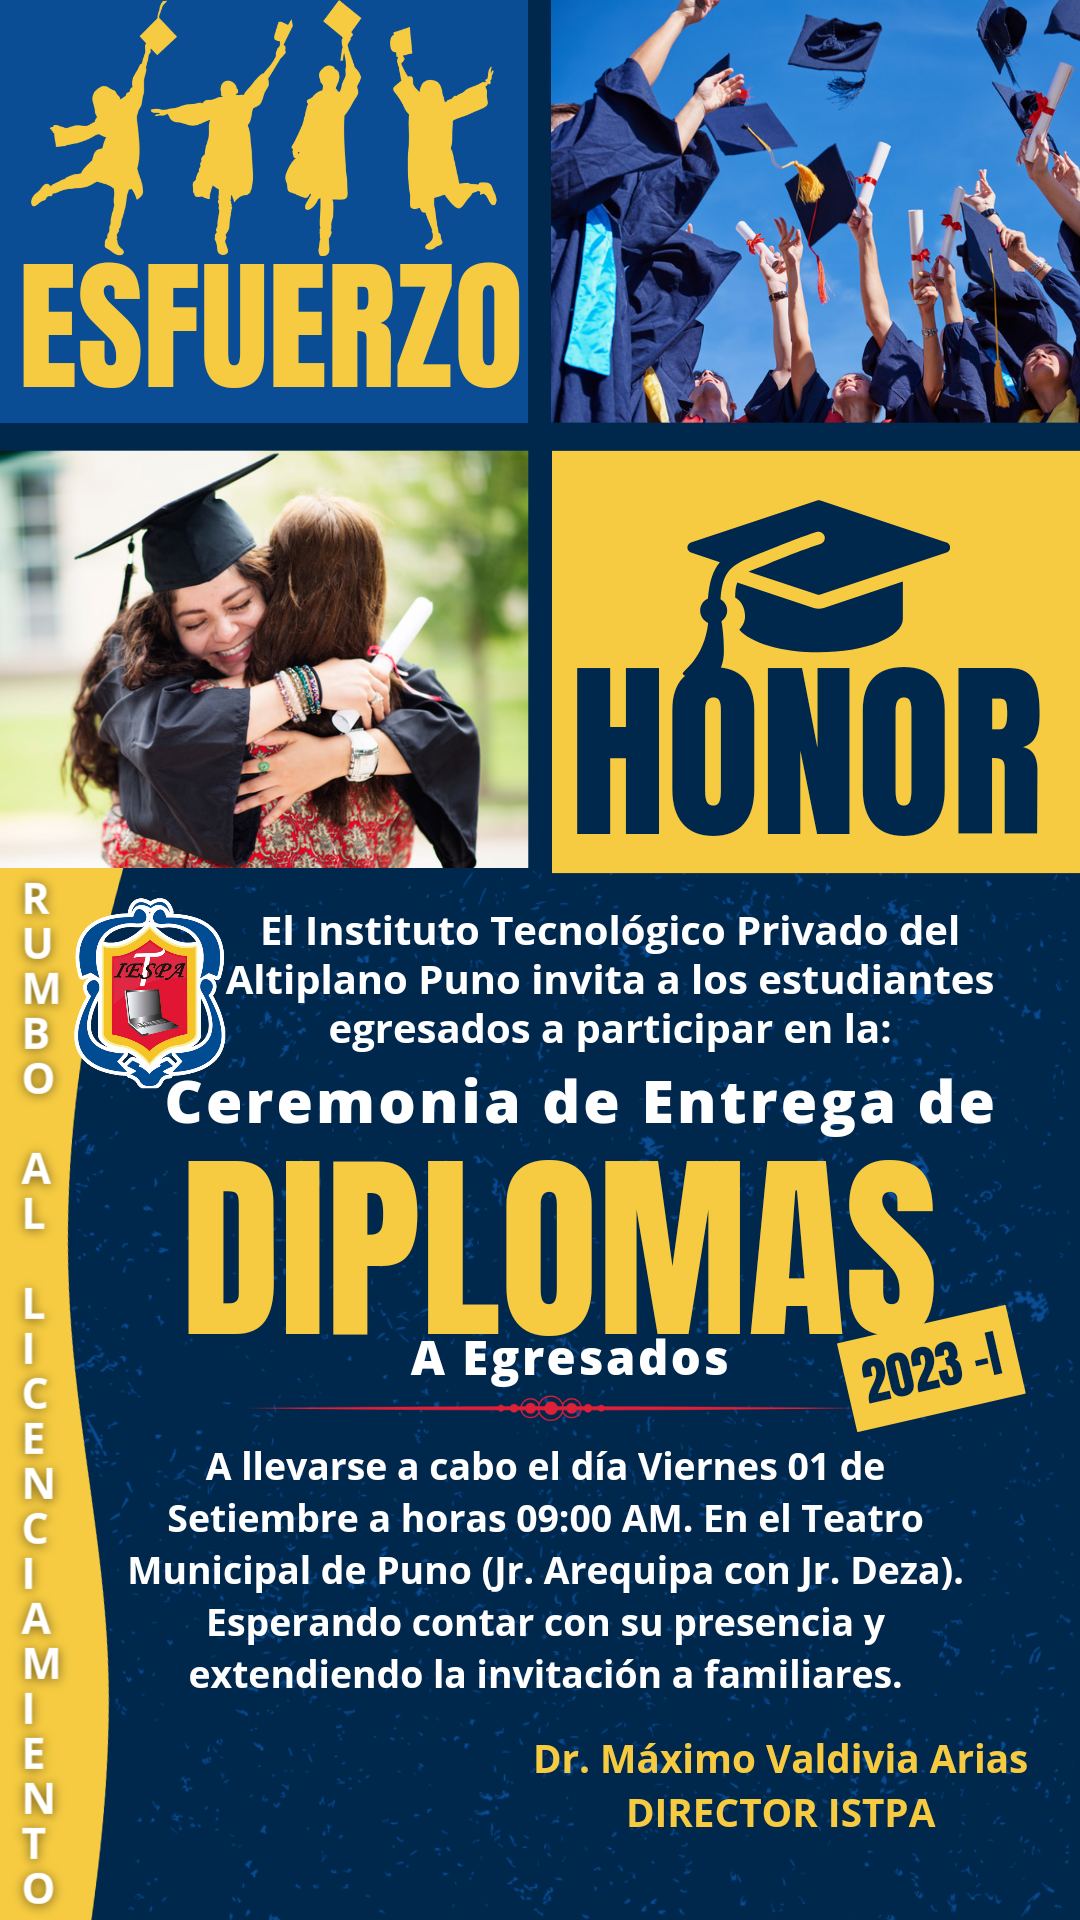 ESFUERZO
HONOR
RUMBO AL LICENCIAMIENTO
T
IESPA
El Instituto Tecnológico Privado del
Altiplano Puno invita a los estudiantes
egresados a participar en la:
Ceremonia de Entrega de
DIPLOMAS
A Egresados
2023 -I
A llevarse a cabo el día Viernes 01 de
Setiembre a horas 09:00 AM. En el Teatro
Municipal de Puno (Jr. Arequipa con Jr. Deza).
Esperando contar con su presencia y
extendiendo la invitación a familiares.
Dr. Máximo Valdivia Arias
DIRECTOR ISTPA